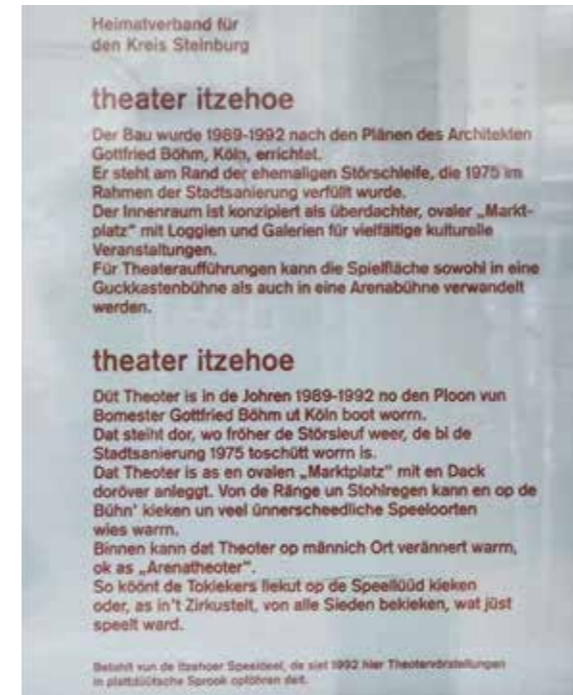 Heimatverband für
den Kreis Steinburg
theater itzehoe
Der Bau wurde 1989-1992 nach den Plänen des Architekten
Gottfried Böhm, Köln, errichtet.
Er steht am Rand der ehemaligen Störschleife, die 1975 im
Rahmen der Stadtsanierung verfüllt wurde.
Der Innenraum ist konzipiert als überdachter, ovaler „Markt-
platz“ mit Loggien und Galerien für vielfältige kulturelle
Veranstaltungen.
Für Theateraufführungen kann die Spielfläche sowohl in eine
Guckkastenbühne als auch in eine Arenabühne verwandelt
werden.
theater itzehoe
Düt Theoter is in de Johren 1989-1992 no den Ploon vun
Bomester Gottfried Böhm ut Köln boot worrn.
Dat steiht dor, wo fröher de Störsleuf weer, de bi de
Stadtsanierung 1975 toschütt worrn is.
Dat Theoter is as en ovalen „Marktplatz“ mit en Dack
doröver anleggt. Von de Ränge un Stohlregen kann en op de
Bühn' kieken un veel ünnerscheedliche Speeloorten
wies warrn.
Binnen kann dat Theoter op männich Ort verännert warrn,
ok as „Arenatheoter“.
So köönt de Tokiekers liekut op de Speellüüd kieken
oder, as in't Zirkustelt, von alle Sieden bekieken, wat jüst
speelt ward.
Betohlt vun de Itzehoer Speeldeel, de siet 1992 hier Theotervörstellungen
in plattdüütsche Sprook opföhren deit.